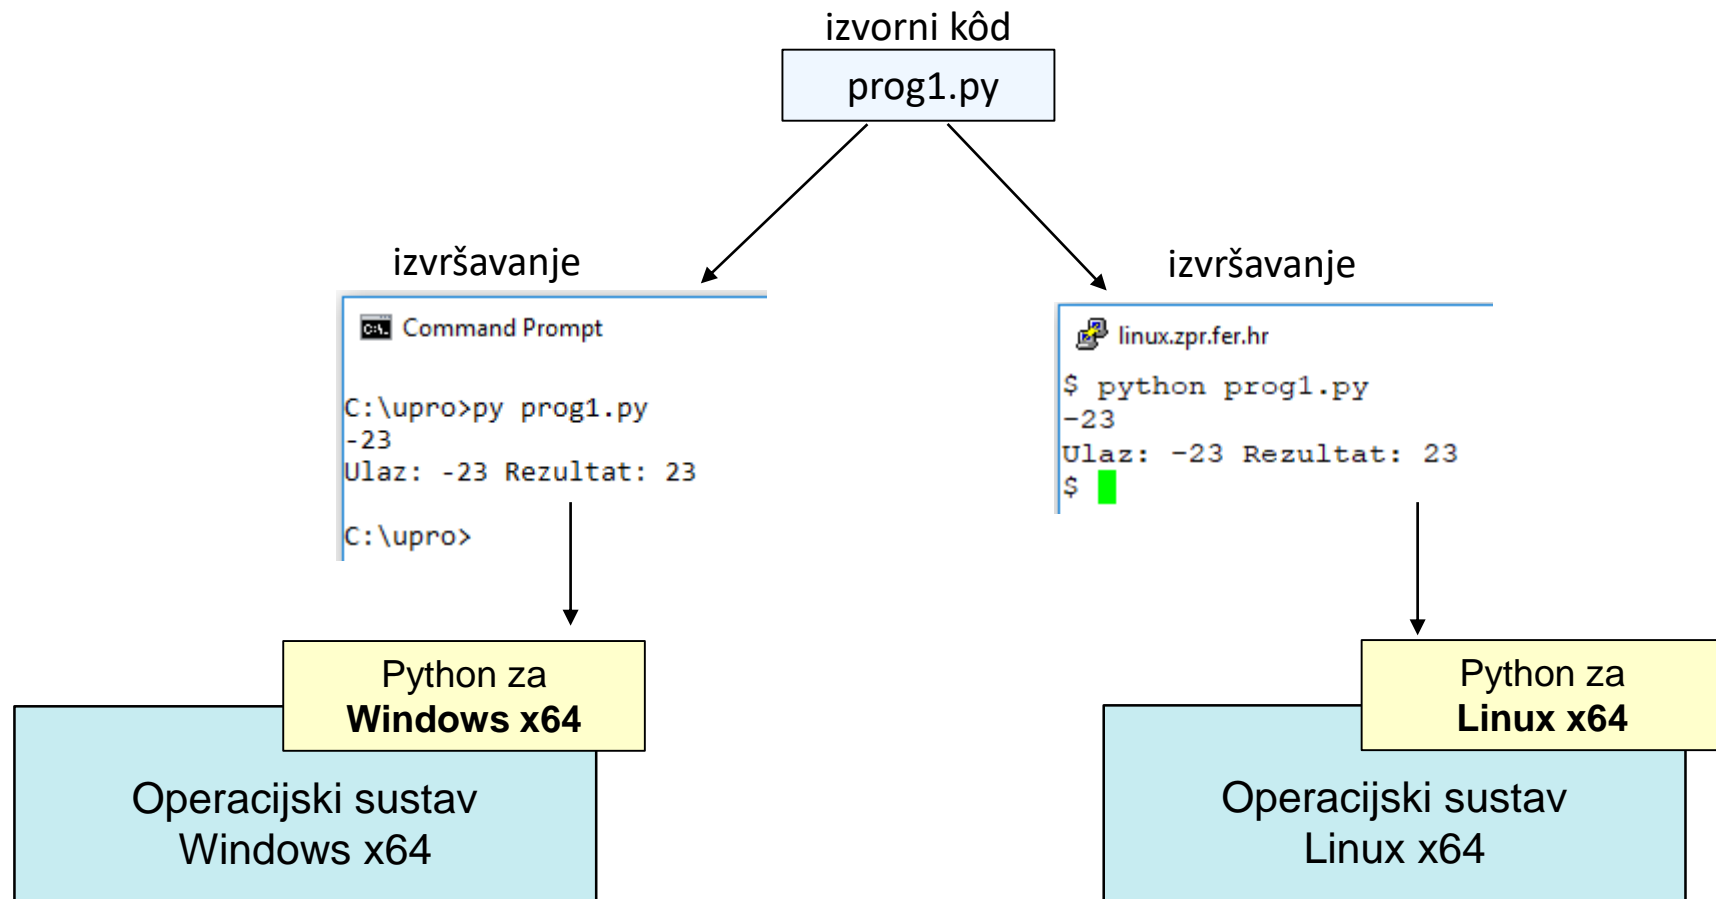 izvorni kôd
prog1.py
izvršavanje
Command Prompt
C:\upro>py prog1.py
-23
Ulaz: -23 Rezultat: 23
C:\upro>
Python za
Windows x64
Operacijski sustav
Windows x64
izvršavanje
linux.zpr.fer.hr
$ python prog1.py
-23
Ulaz: -23 Rezultat: 23
$
Python za
Linux x64
Operacijski sustav
Linux x64